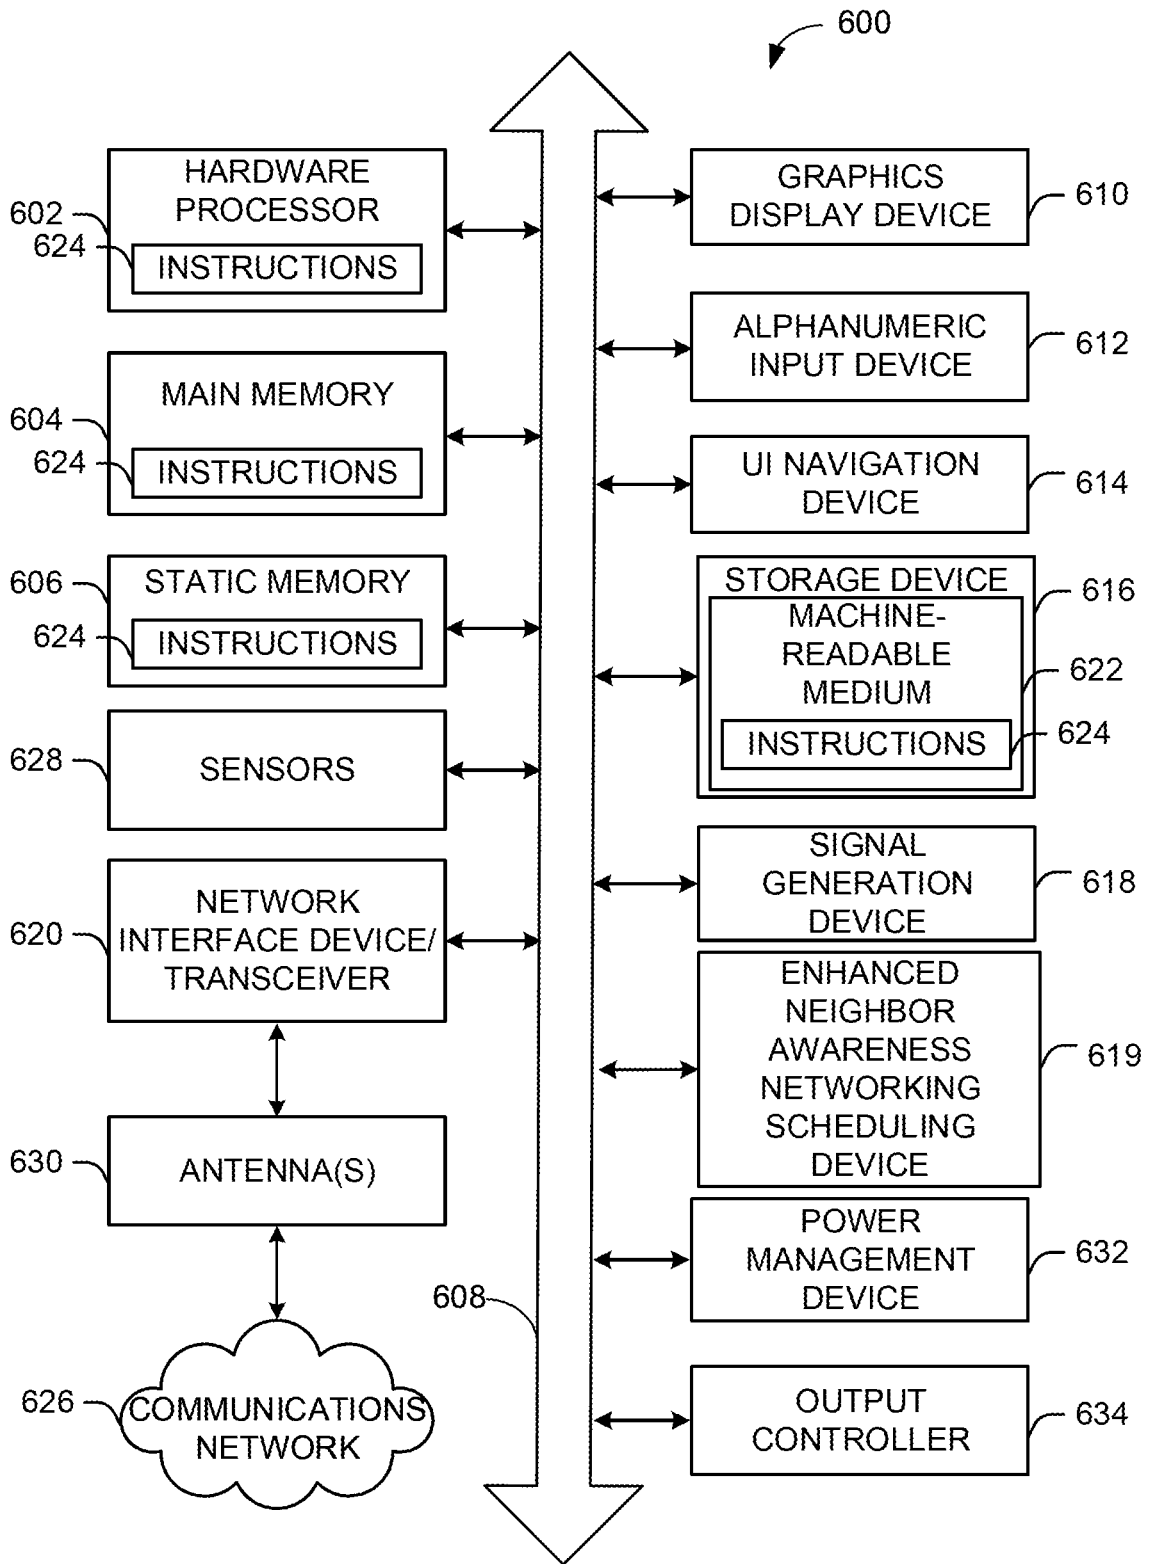 600
HARDWARE
PROCESSOR
602
624
INSTRUCTIONS
MAIN MEMORY
604
624
INSTRUCTIONS
606
STATIC MEMORY
624
INSTRUCTIONS
628
SENSORS
620
NETWORK
INTERFACE DEVICE/
TRANSCEIVER
630
ANTENNA(S)
608
626
COMMUNICATIONS
NETWORK
GRAPHICS
DISPLAY DEVICE
610
ALPHANUMERIC
INPUT DEVICE
612
UI NAVIGATION
DEVICE
614
STORAGE DEVICE
616
MACHINE-
READABLE
MEDIUM
622
INSTRUCTIONS
624
SIGNAL
GENERATION
DEVICE
618
ENHANCED
NEIGHBOR
AWARENESS
NETWORKING
SCHEDULING
DEVICE
619
POWER
MANAGEMENT
DEVICE
632
OUTPUT
CONTROLLER
634